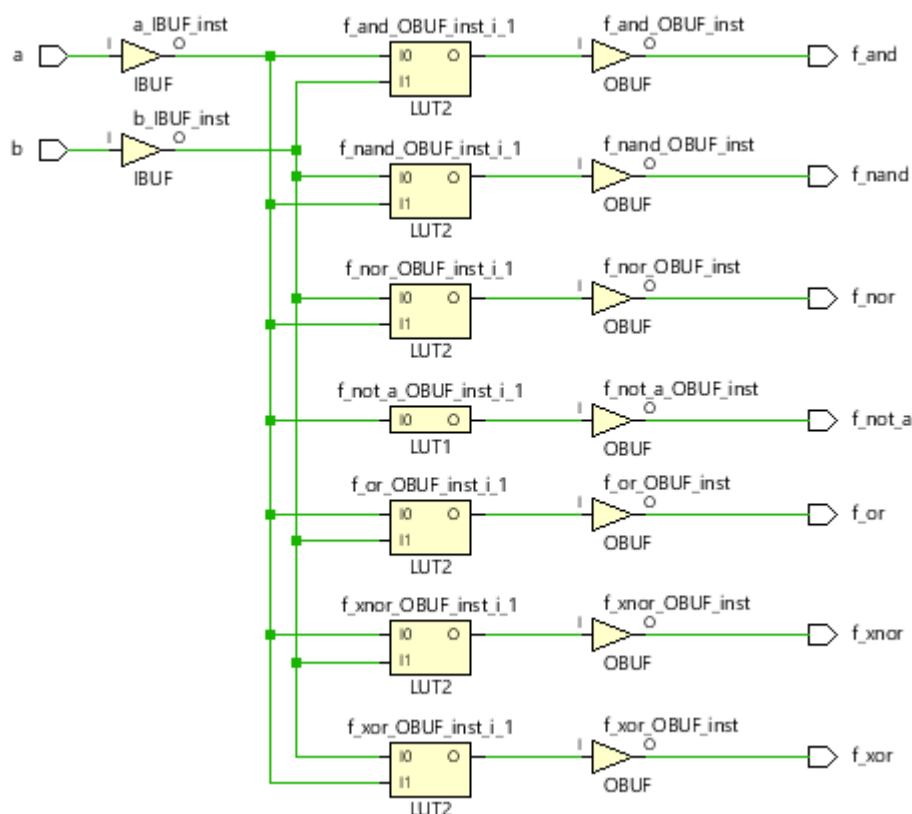 a_IBUF_inst
f_and_OBUF_inst_i_1
f_and_OBUF_inst
a
I
O
I0
O
I
O
f_and
I1
IBUF
OBUF
LUT2
b_IBUF_inst
f_nand_OBUF_inst_i_1
f_nand_OBUF_inst
b
I
O
IBUF
I0
O
I
O
f_nand
I1
OBUF
LUT2
f_nor_OBUF_inst_i_1
f_nor_OBUF_inst
I0
O
I
O
f_nor
I1
OBUF
LUT2
f_not_a_OBUF_inst_i_1
f_not_a_OBUF_inst
I0
O
I
O
f_not_a
LUT1
OBUF
f_or_OBUF_inst_i_1
f_or_OBUF_inst
I0
O
I
O
f_or
I1
OBUF
LUT2
f_xnor_OBUF_inst_i_1
f_xnor_OBUF_inst
I0
O
I
O
f_xnor
I1
OBUF
LUT2
f_xor_OBUF_inst_i_1
f_xor_OBUF_inst
I0
O
I
O
f_xor
I1
OBUF
LUT2